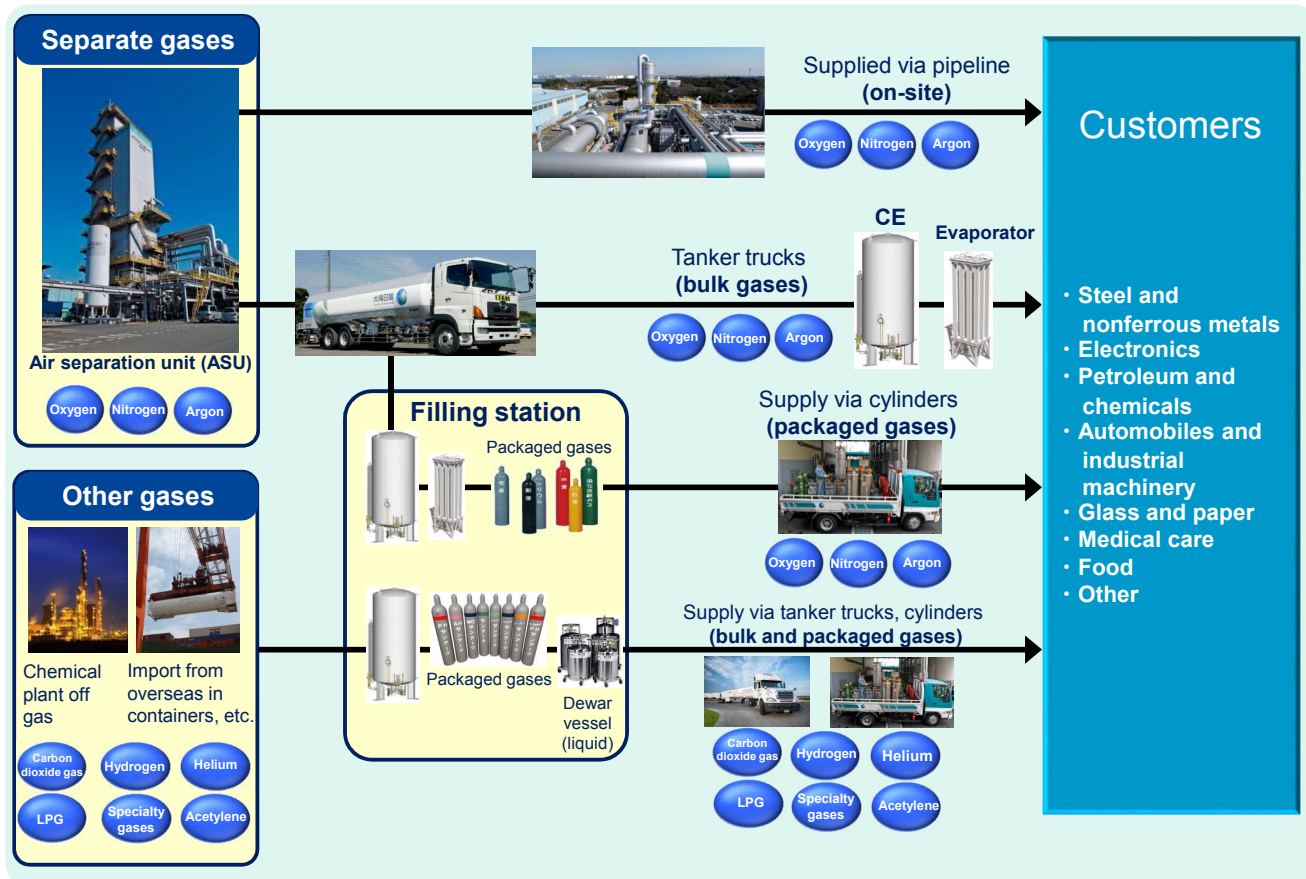 Separate gases
Air separation unit (ASU)
Oxygen
Nitrogen
Argon
Other gases
Chemical
plant off
gas
Import from
overseas in
containers, etc.
Carbon
dioxide gas
Hydrogen
Helium
LPG
Specialty
gases
Acetylene
大陽日酸
Filling station
Packaged gases
Packaged gases
Dewar
vessel
(liquid)
Supplied via pipeline
(on-site)
Oxygen
Nitrogen
Argon
Tanker trucks
(bulk gases)
Oxygen
Nitrogen
Argon
CE
Evaporator
Supply via cylinders
(packaged gases)
Oxygen
Nitrogen
Argon
Supply via tanker trucks, cylinders
(bulk and packaged gases)
Carbon
dioxide gas
Hydrogen
Helium
LPG
Specialty
gases
Acetylene
Customers
・Steel and
nonferrous metals
・Electronics
・Petroleum and
chemicals
・Automobiles and
industrial
machinery
・Glass and paper
・Medical care
・Food
・Other